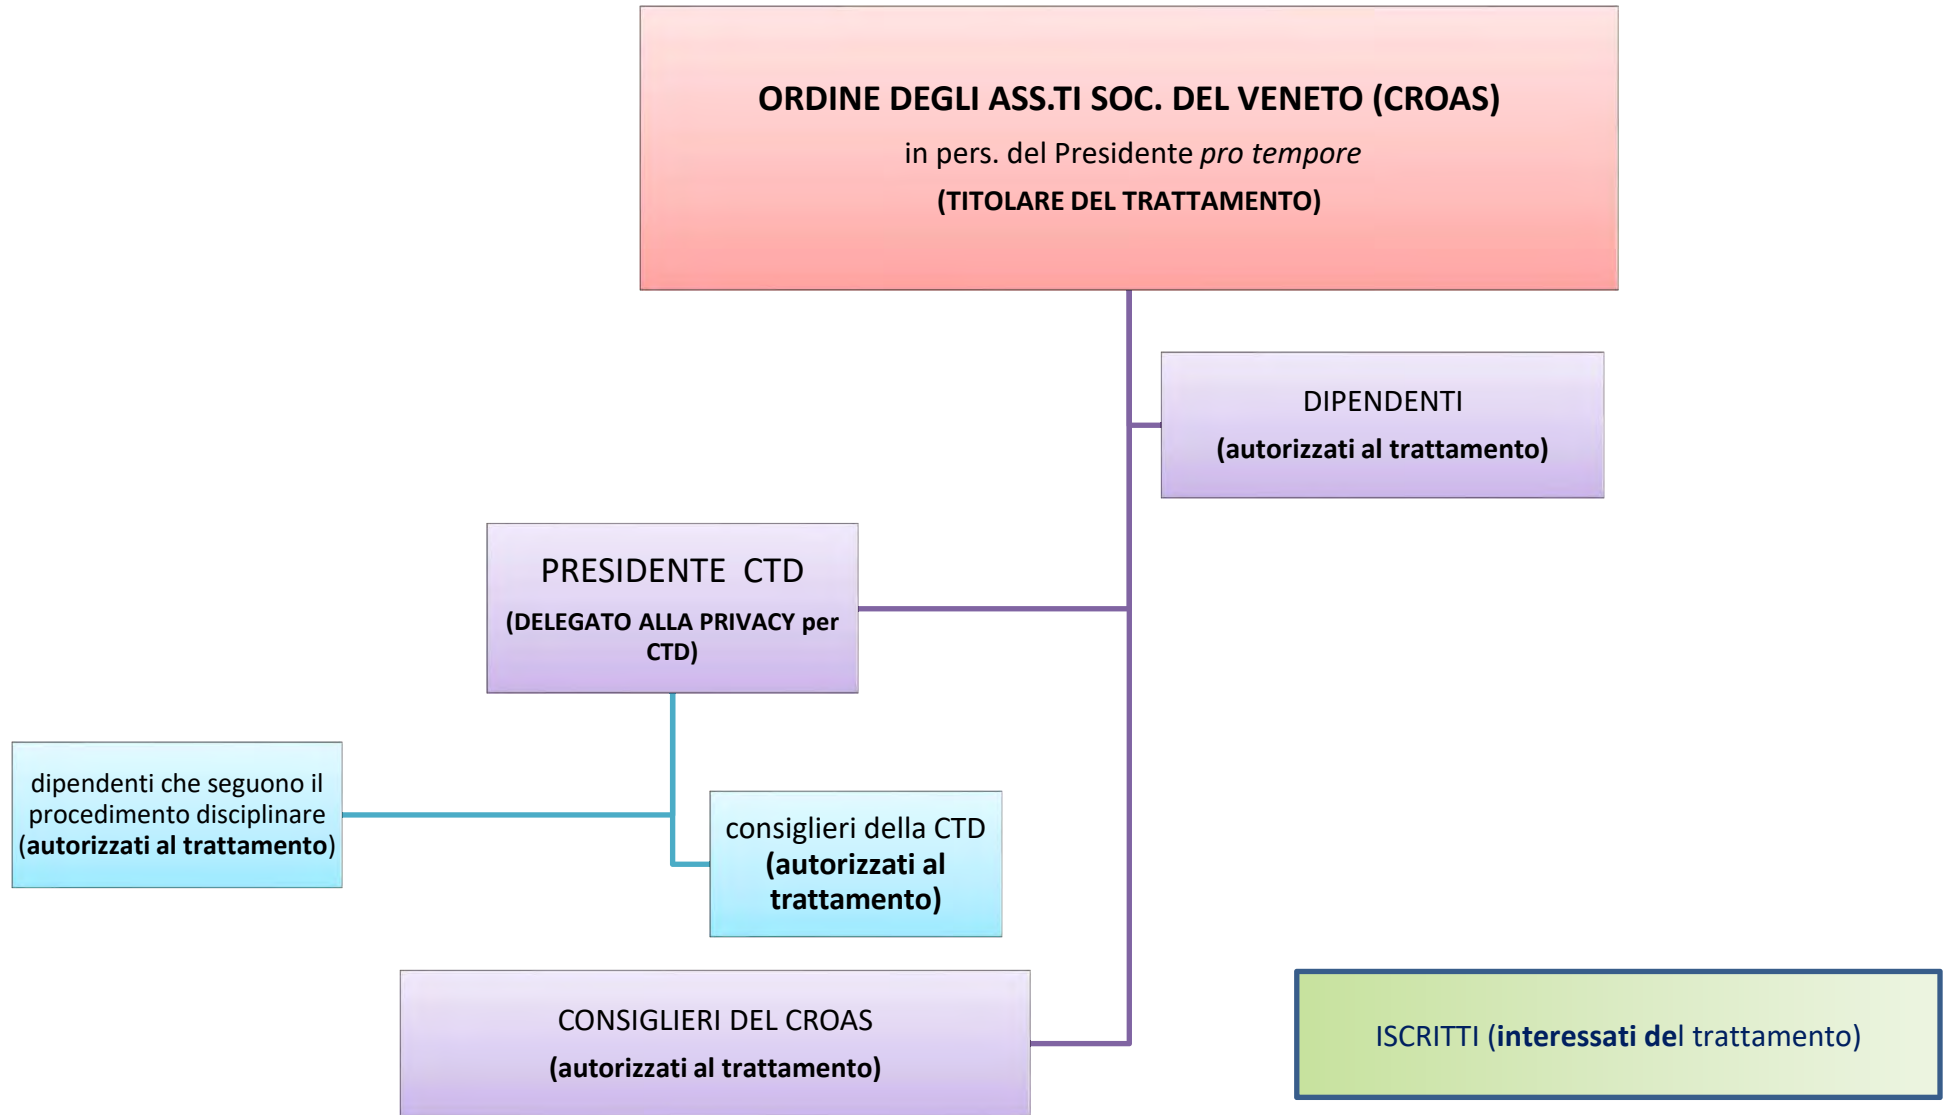 ORDINE DEGLI ASS.TI SOC. DEL VENETO (CROAS)
in pers. del Presidente pro tempore
(TITOLARE DEL TRATTAMENTO)
DIPENDENTI
(autorizzati al trattamento)
PRESIDENTE CTD
(DELEGATO ALLA PRIVACY per
CTD)
dipendenti che seguono il
procedimento disciplinare
(autorizzati al trattamento)
consiglieri della CTD
(autorizzati al
trattamento)
CONSIGLIERI DEL CROAS
(autorizzati al trattamento)
ISCRITTI (interessati del trattamento)